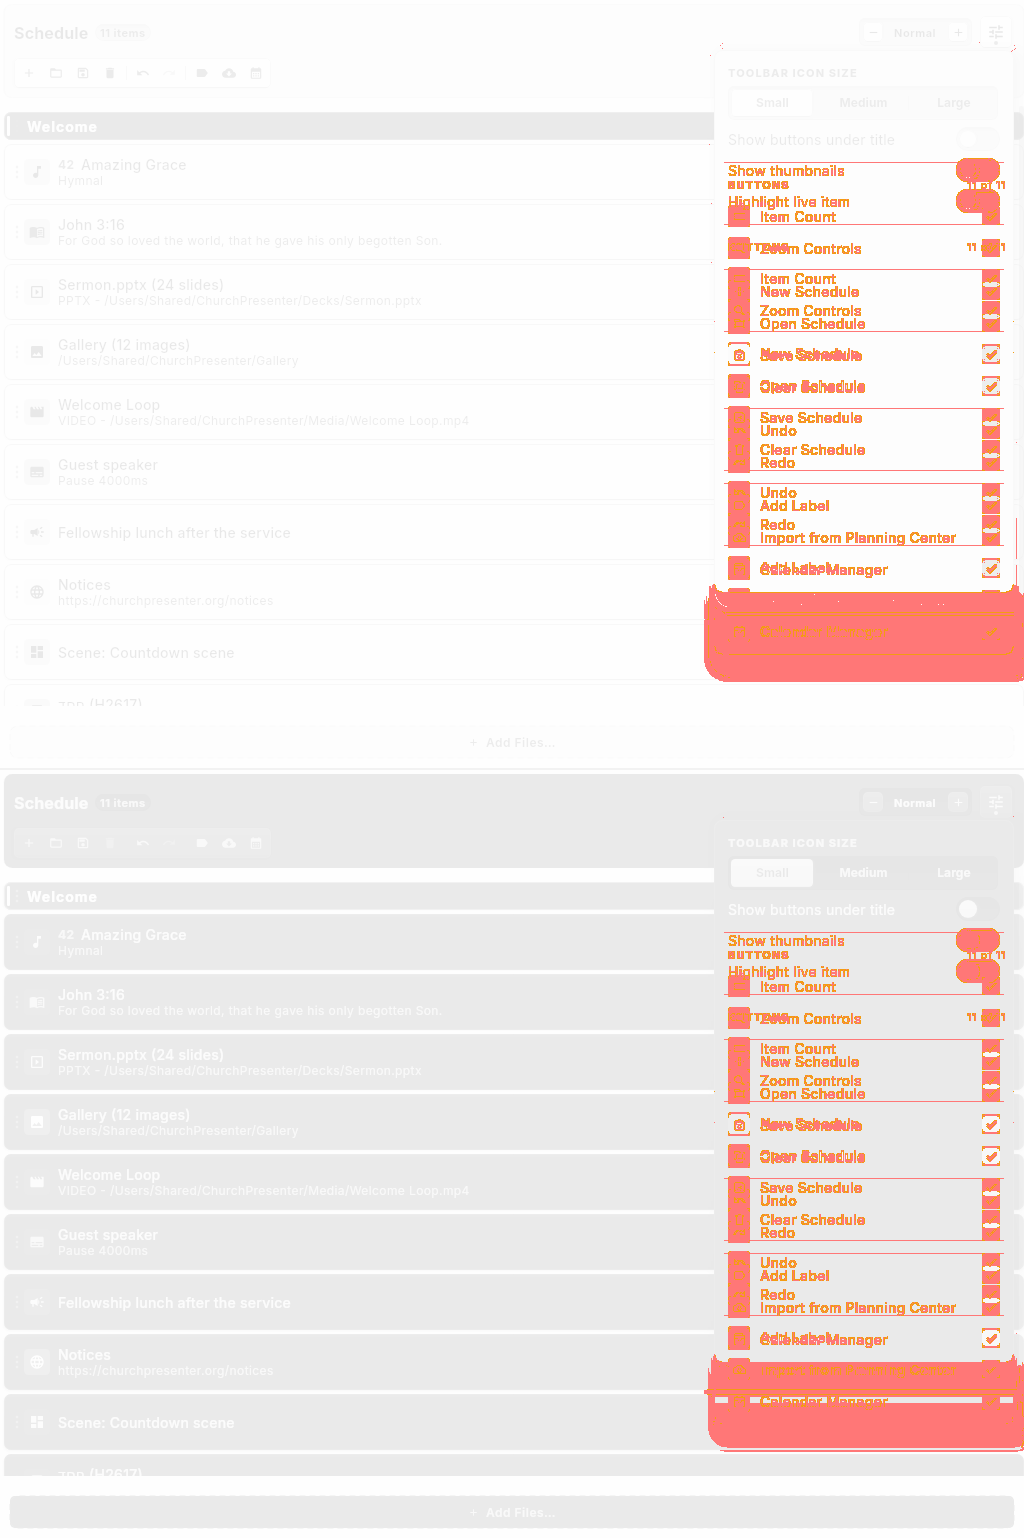 Schedule 11 items
− Normal +
TOOLBAR ICON SIZE
Small Medium Large
Show buttons under title
Welcome
42 Amazing Grace
Hymnal
John 3:16
For God so loved the world, that he gave his only begotten Son.
Sermon.pptx (24 slides)
PPTX - /Users/Shared/ChurchPresenter/Decks/Sermon.pptx
Gallery (12 images)
/Users/Shared/ChurchPresenter/Gallery
Welcome Loop
VIDEO - /Users/Shared/ChurchPresenter/Media/Welcome Loop.mp4
Guest speaker
Pause 4000ms
Fellowship lunch after the service
Notices
https://churchpresenter.org/notices
Scene: Countdown scene
Show thumbnails
BUTTONS 11 of 11
Highlight live item
Item Count
Zoom Controls
Item Count
New Schedule
Zoom Controls
Open Schedule
Save Schedule
Undo
Clear Schedule
Redo
Undo
Add Label
Redo
Import from Planning Center
Calendar Manager
+ Add Files...
Schedule 11 items
− Normal +
TOOLBAR ICON SIZE
Small Medium Large
Show buttons under title
Welcome
42 Amazing Grace
Hymnal
John 3:16
For God so loved the world, that he gave his only begotten Son.
Sermon.pptx (24 slides)
PPTX - /Users/Shared/ChurchPresenter/Decks/Sermon.pptx
Gallery (12 images)
/Users/Shared/ChurchPresenter/Gallery
Welcome Loop
VIDEO - /Users/Shared/ChurchPresenter/Media/Welcome Loop.mp4
Guest speaker
Pause 4000ms
Fellowship lunch after the service
Notices
https://churchpresenter.org/notices
Scene: Countdown scene
Show thumbnails
BUTTONS 11 of 11
Highlight live item
Item Count
Zoom Controls
Item Count
New Schedule
Zoom Controls
Open Schedule
Save Schedule
Undo
Clear Schedule
Redo
Undo
Add Label
Redo
Import from Planning Center
Calendar Manager
Calendar Manager
+ Add Files...